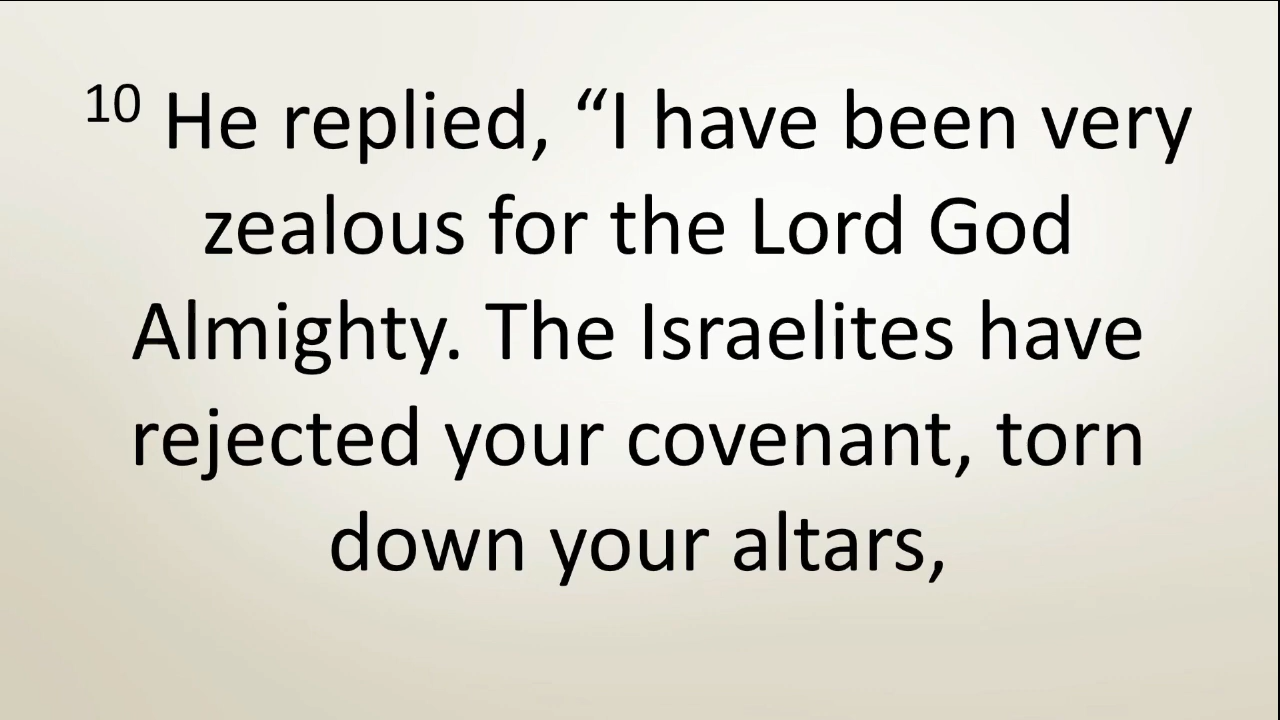 10 He replied, “I have been very
zealous for the Lord God
Almighty. The Israelites have
rejected your covenant, torn
down your altars,